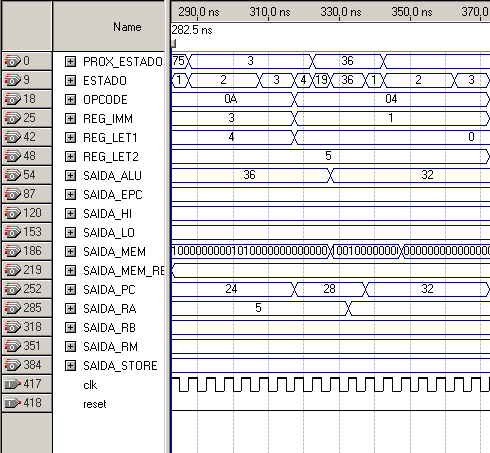 Name
290.0 ns 310.0 ns 330.0 ns 350.0 ns 370.
282.5 ns
0 PROX_ESTADO 75 3 36
9 ESTADO 1 2 3 4 19 36 1 2 3
18 OPCODE 0A 04
25 REG_IMM 3 1
42 REG_LET1 4 0
48 REG_LET2 5
54 SAIDA_ALU 36 32
87 SAIDA_EPC
120 SAIDA_HI
153 SAIDA_LO
186 SAIDA_MEM
219 SAIDA_MEM_RE
252 SAIDA_PC 24 28 32
285 SAIDA_RA 5
318 SAIDA_RB
351 SAIDA_RM
384 SAIDA_STORE
417 clk
418 reset